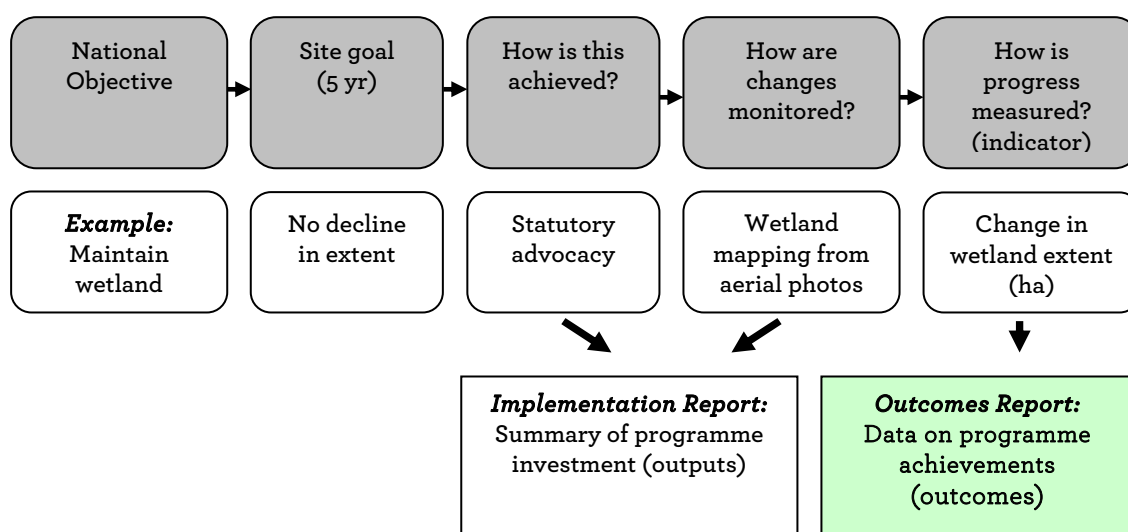 National
Objective
Site goal
(5 yr)
How is this
achieved?
How are
changes
monitored?
How is
progress
measured?
(indicator)
Example:
Maintain
wetland
No decline
in extent
Statutory
advocacy
Wetland
mapping from
aerial photos
Change in
wetland extent
(ha)
Implementation Report:
Summary of programme
investment (outputs)
Outcomes Report:
Data on programme
achievements
(outcomes)